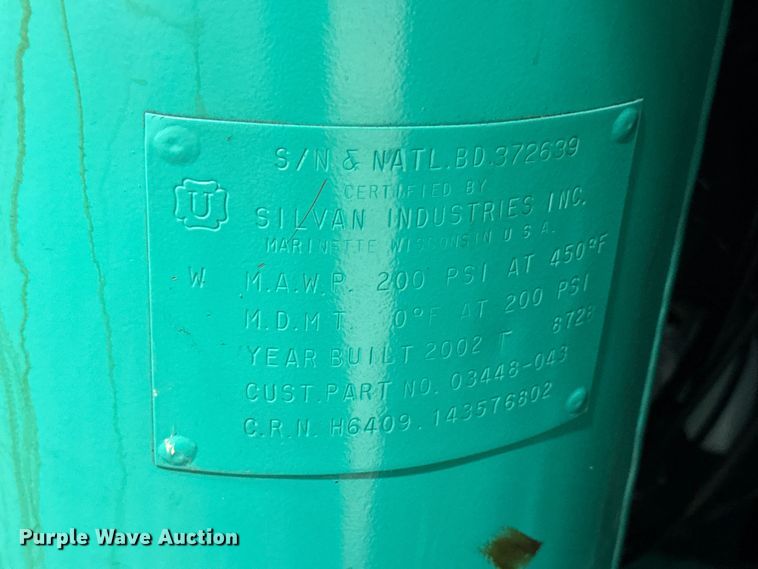 S/N & NATL.BD.372639
CERTIFIED BY
U
SILVAN INDUSTRIES INC.
MARINETTE WISCONSIN U.S.A.
W M.A.W.P. 200 PSI AT 450°F
M.D.M.T. 0°F AT 200 PSI
YEAR BUILT 2002 T 8728
CUST.PART NO. 03448-043
C.R.N. H6409.143576802
Purple Wave Auction